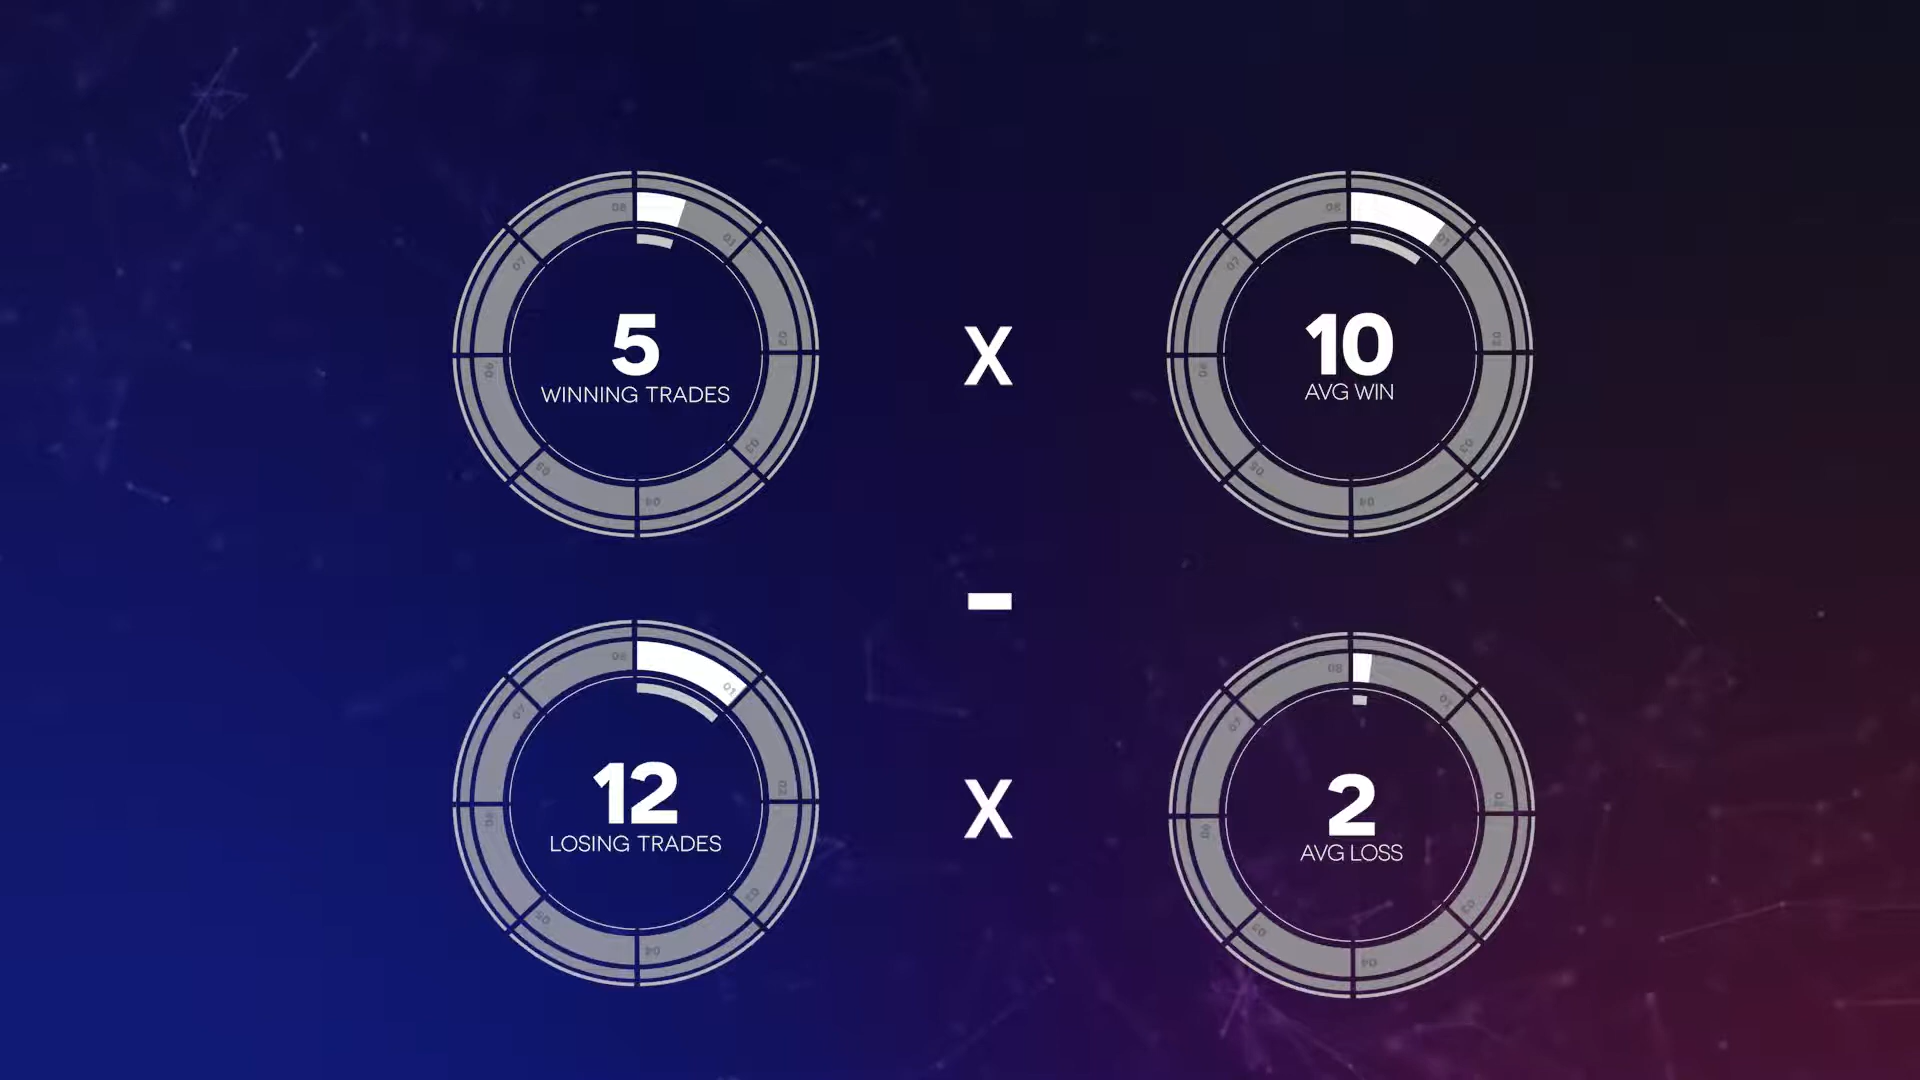 5
WINNING TRADES
X
10
AVG WIN
-
12
LOSING TRADES
X
2
AVG LOSS